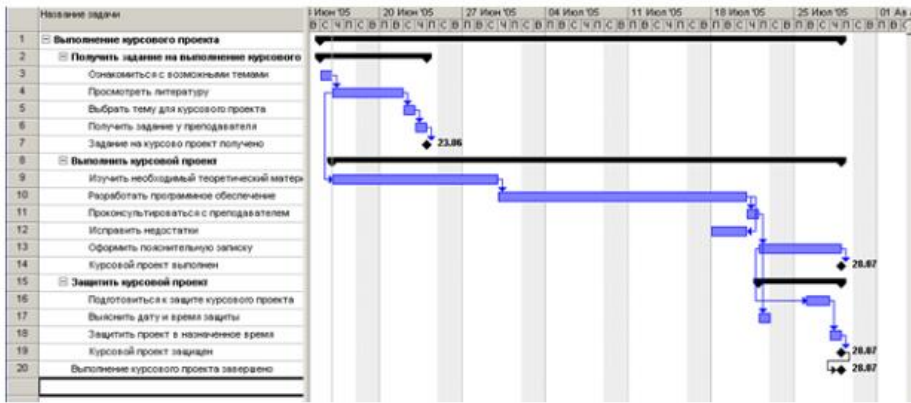 Название задачи
Июн '05 20 Июн '05 27 Июн '05 04 Июл '05 11 Июл '05 18 Июл '05 25 Июл '05 01 Ав
В С Ч П С В П В С Ч П С В П В С Ч П С В П В С Ч П С В П В С Ч П С В П В С Ч П С В П В С Ч П С В П В С
1 Выполнение курсового проекта
2 Получить задание на выполнение курсового
3 Ознакомиться с возможными темами
4 Просмотреть литературу
5 Выбрать тему для курсового проекта
6 Получить задание у преподавателя
7 Задание на курсово проект получено 23.06
8 Выполнить курсовой проект
9 Изучить необходимый теоретический матери
10 Разработать программное обеспечение
11 Проконсультироваться с преподавателем
12 Исправить недостатки
13 Оформить пояснительную записку
14 Курсовой проект выполнен 28.07
15 Защитить курсовой проект
16 Подготовиться к защите курсового проекта
17 Выяснить дату и время защиты
18 Защитить проект в назначенное время
19 Курсовой проект защищен 28.07
20 Выполнение курсового проекта завершено 28.07